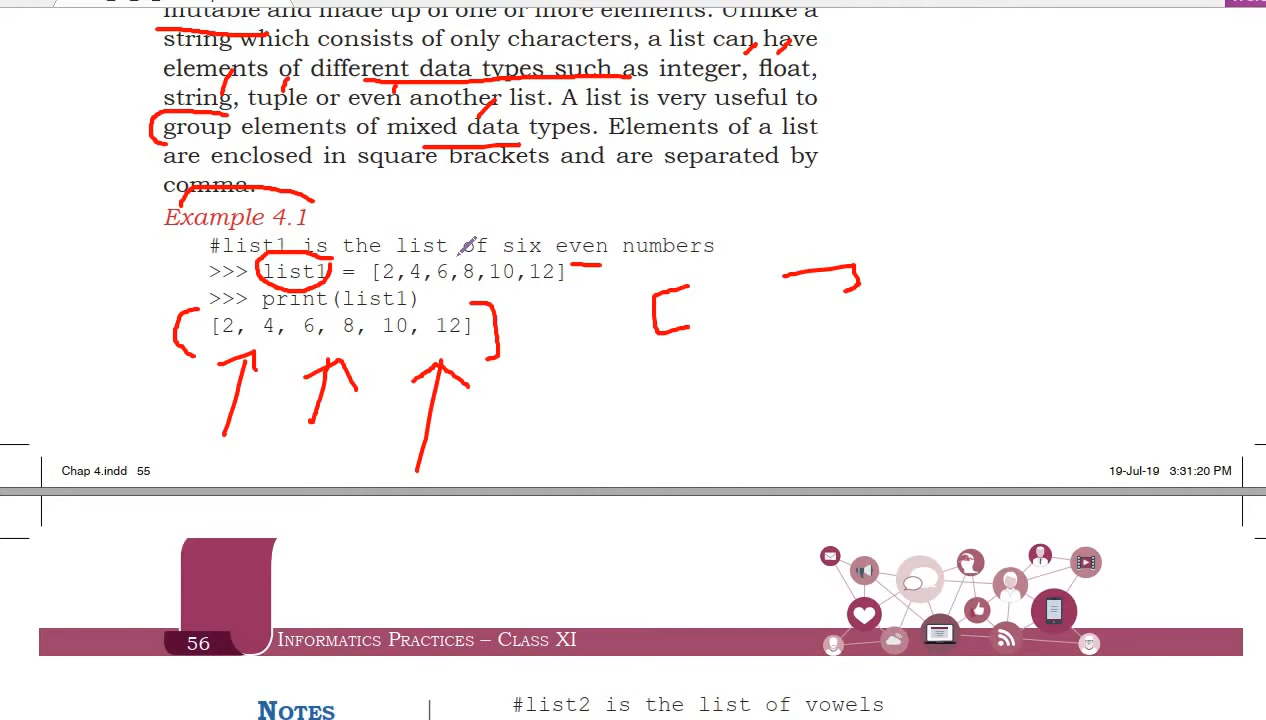 mutable and made up of one or more elements. Unlike a
string which consists of only characters, a list can have
elements of different data types such as integer, float,
string, tuple or even another list. A list is very useful to
group elements of mixed data types. Elements of a list
are enclosed in square brackets and are separated by
comma.
Example 4.1
#list1 is the list of six even numbers
>>> list1 = [2,4,6,8,10,12]
>>> print(list1)
[2, 4, 6, 8, 10, 12]
Chap 4.indd 55
19-Jul-19 3:31:20 PM
56
INFORMATICS PRACTICES – CLASS XI
NOTES
#list2 is the list of vowels